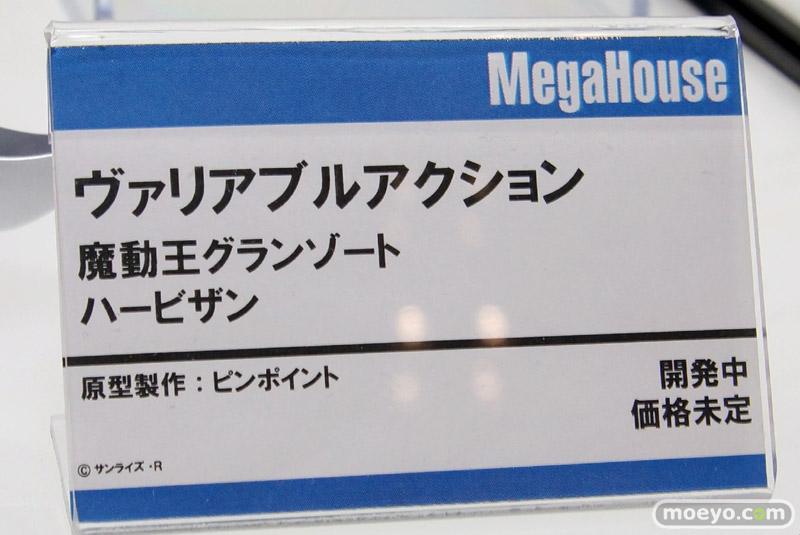 MegaHouse
ヴァリアブルアクション
魔動王グランゾート
ハービザン
原型製作：ピンポイント
開発中
価格未定
©サンライズ・R
moeyo.com